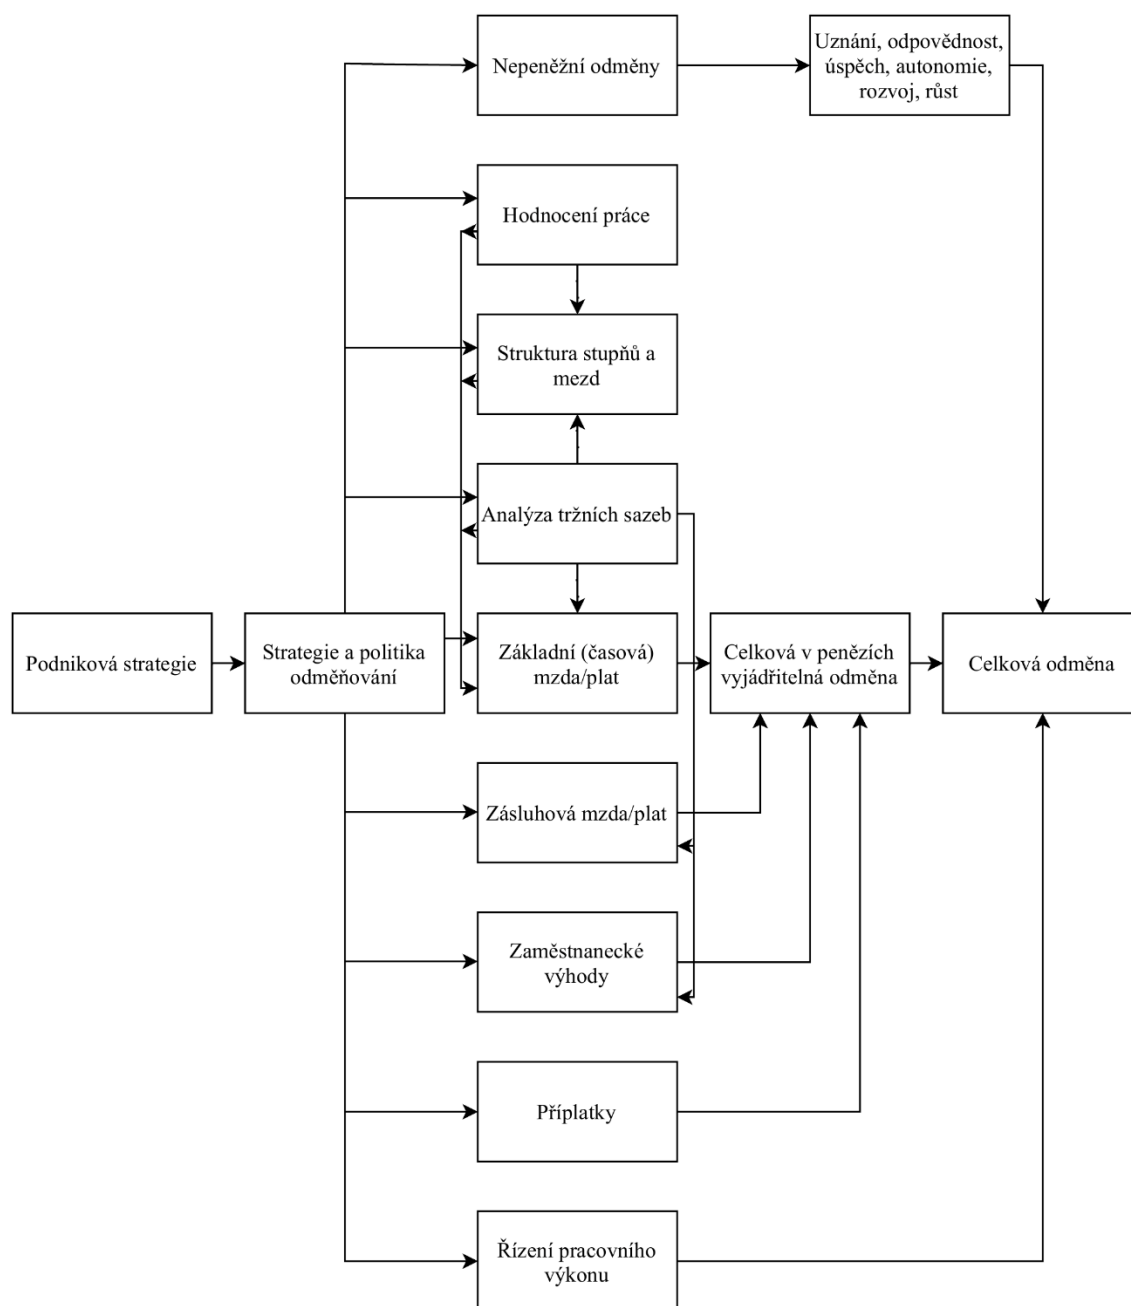 Nepeněžní odměny
Uznání, odpovědnost,
úspěch, autonomie,
rozvoj, růst
Hodnocení práce
Struktura stupňů a
mezd
Analýza tržních sazeb
Podniková strategie
Strategie a politika
odměňování
Základní (časová)
mzda/plat
Celková v penězích
vyjádřitelná odměna
Celková odměna
Zásluhová mzda/plat
Zaměstnanecké
výhody
Příplatky
Řízení pracovního
výkonu